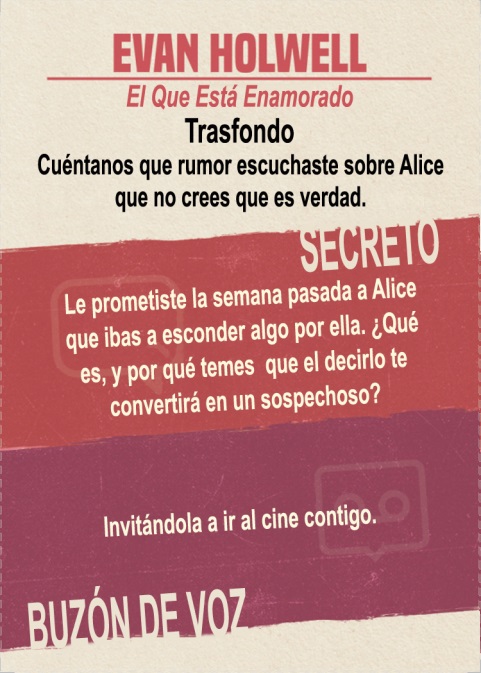 EVAN HOLWELL
El Que Está Enamorado
Trasfondo
Cuéntanos que rumor escuchaste sobre Alice
que no crees que es verdad.
SECRETO
Le prometiste la semana pasada a Alice
que ibas a esconder algo por ella. ¿Qué
es, y por qué temes que el decirlo te
convertirá en un sospechoso?
Invitándola a ir al cine contigo.
BUZÓN DE VOZ